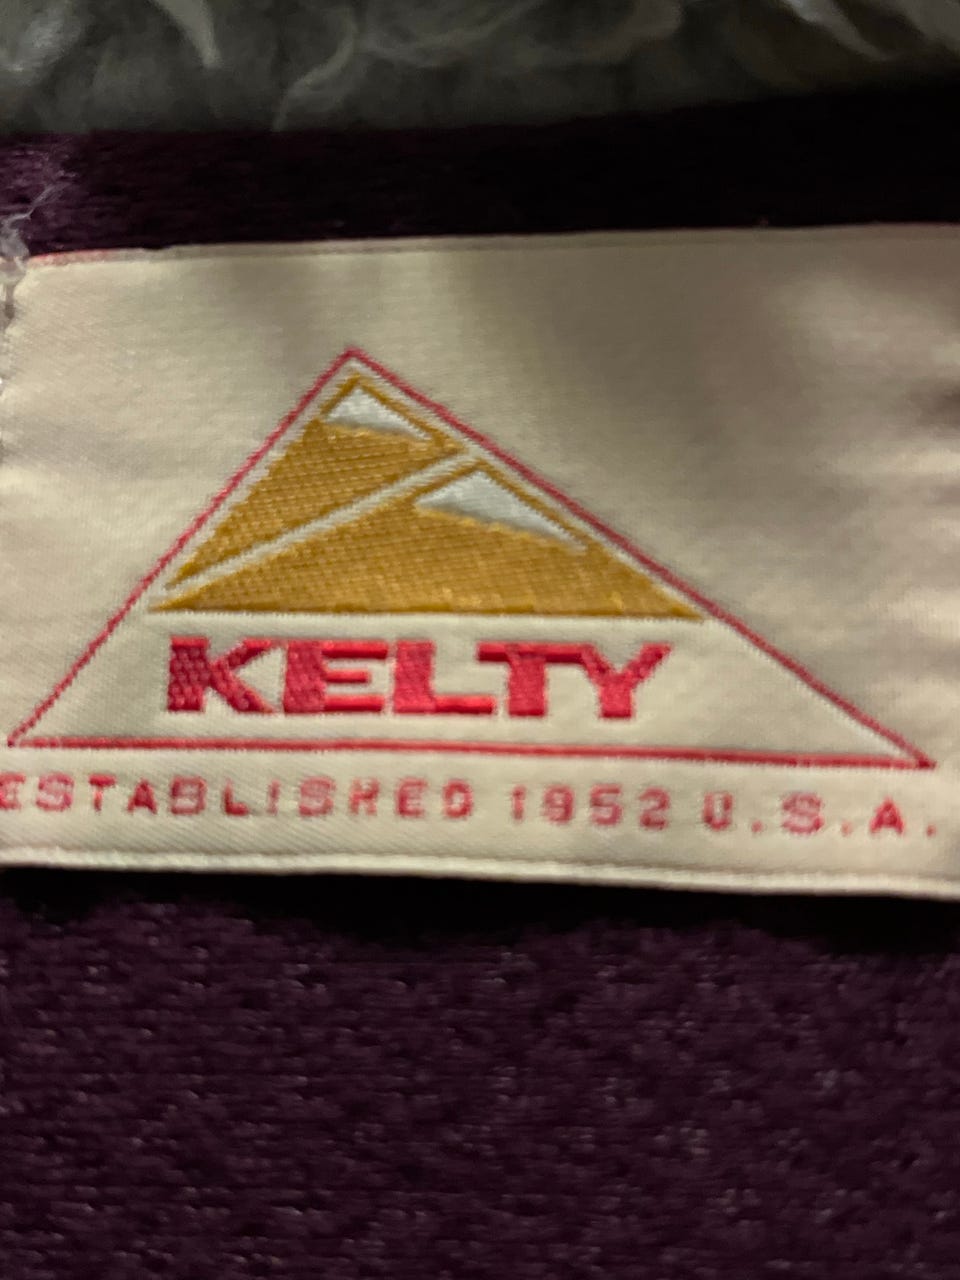 KELTY
ESTABLISHED 1952 U.S.A.